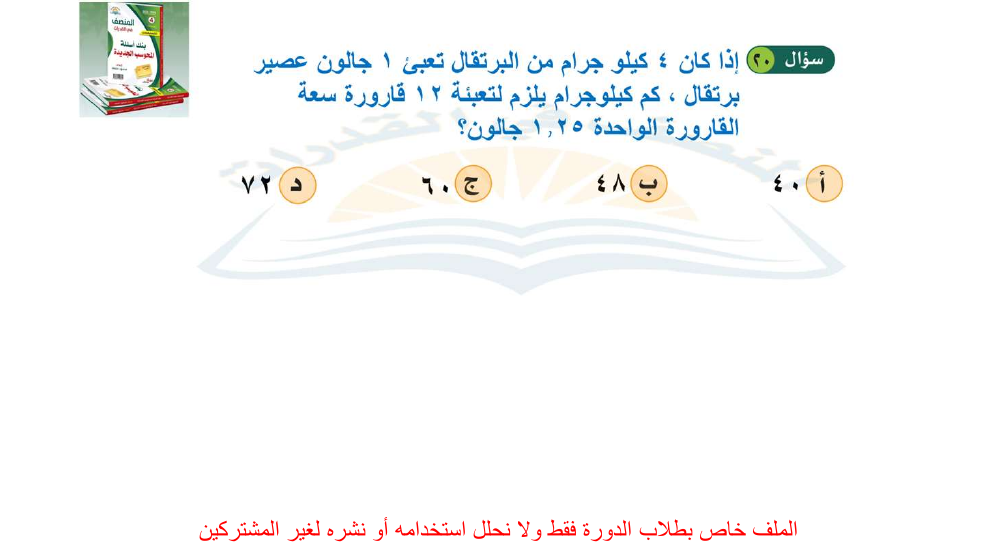 المنصف
بنك أسئلة
المحوسب الجديدة
سؤال ٢٠
إذا كان ٤ كيلو جرام من البرتقال تعبئ ١ جالون عصير
برتقال ، كم كيلوجرام يلزم لتعبئة ١٢ قارورة سعة
القارورة الواحدة ١,٢٥ جالون؟
أ ٤٠
ب ٤٨
ج ٦٠
د ٧٢
الملف خاص بطلاب الدورة فقط ولا نحلل استخدامه أو نشره لغير المشتركين